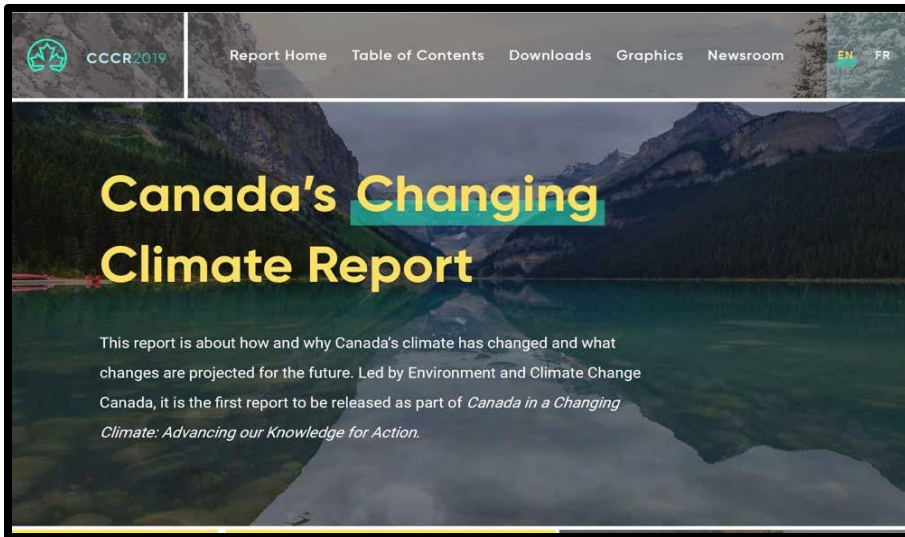 CCCR2019
Report Home Table of Contents Downloads Graphics Newsroom
EN FR
Canada's Changing
Climate Report
This report is about how and why Canada's climate has changed and what
changes are projected for the future. Led by Environment and Climate Change
Canada, it is the first report to be released as part of Canada in a Changing
Climate: Advancing our Knowledge for Action.